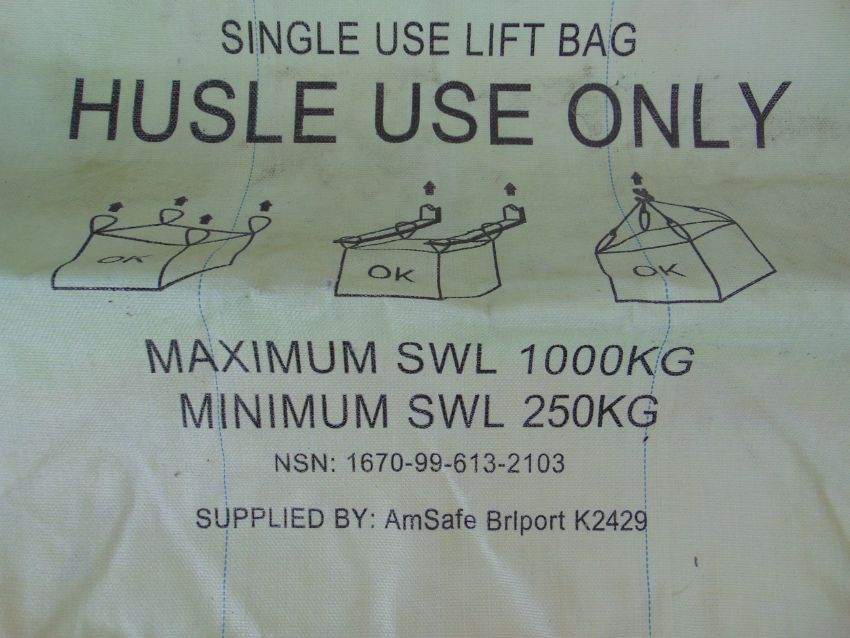 SINGLE USE LIFT BAG
HUSLE USE ONLY
OK OK OK
MAXIMUM SWL 1000KG
MINIMUM SWL 250KG
NSN: 1670-99-613-2103
SUPPLIED BY: AmSafe BrIport K2429